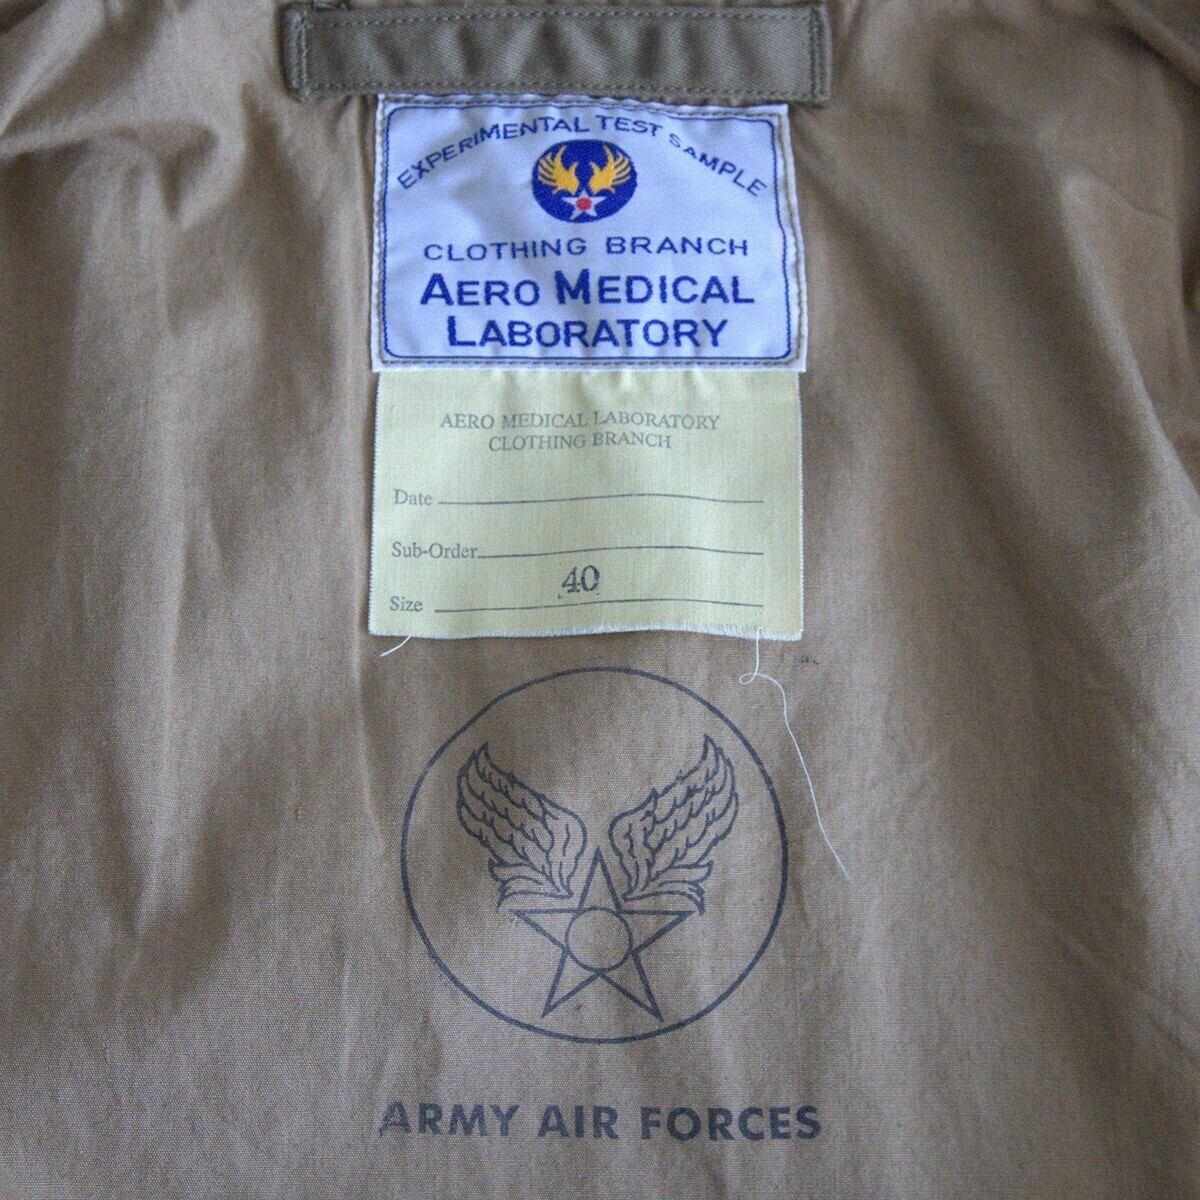 EXPERIMENTAL TEST SAMPLE
CLOTHING BRANCH
AERO MEDICAL
LABORATORY
AERO MEDICAL LABORATORY
CLOTHING BRANCH
Date
Sub-Order
Size 40
ARMY AIR FORCES